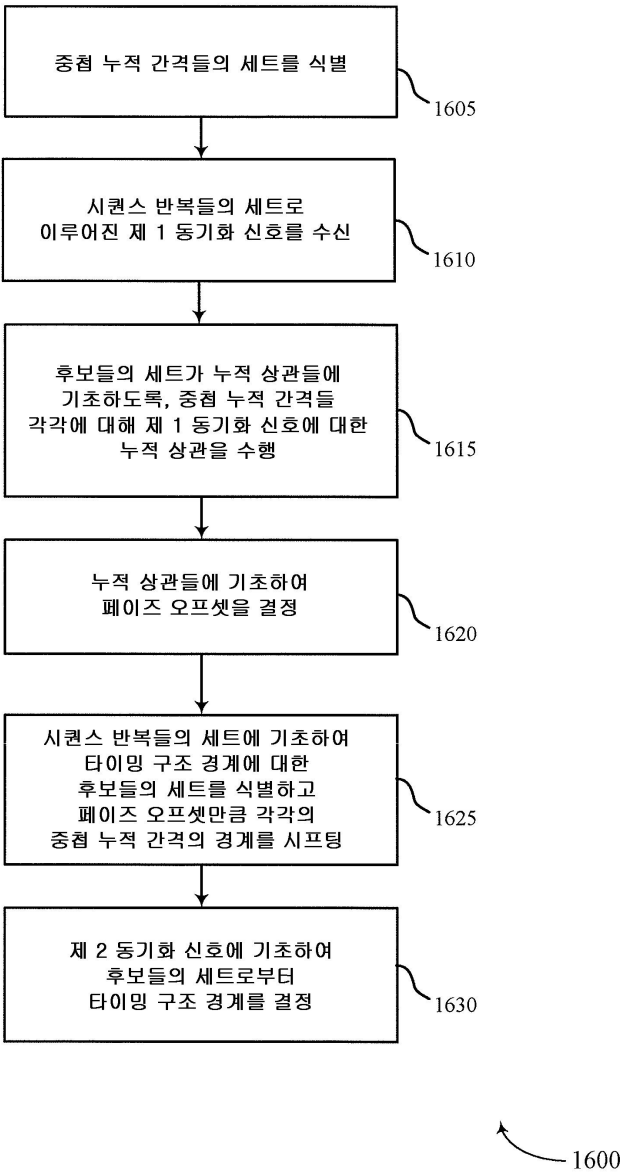 중첩 누적 간격들의 세트를 식별
1605
시퀀스 반복들의 세트로
이루어진 제 1 동기화 신호를 수신
1610
후보들의 세트가 누적 상관들에
기초하도록, 중첩 누적 간격들
각각에 대해 제 1 동기화 신호에 대한
누적 상관을 수행
1615
누적 상관들에 기초하여
페이즈 오프셋을 결정
1620
시퀀스 반복들의 세트에 기초하여
타이밍 구조 경계에 대한
후보들의 세트를 식별하고
페이즈 오프셋만큼 각각의
중첩 누적 간격의 경계를 시프팅
1625
제 2 동기화 신호에 기초하여
후보들의 세트로부터
타이밍 구조 경계를 결정
1630
1600